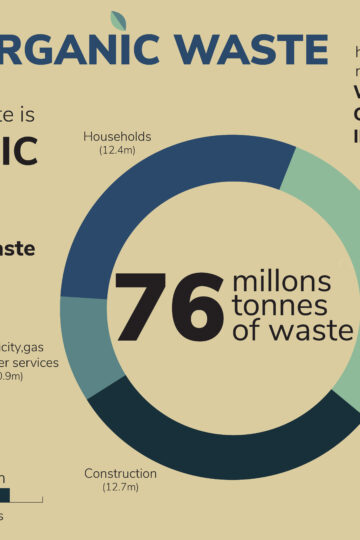 RGANIC WASTE
te is
IC
Households
(12.4m)
aste
76 millons
tonnes
of waste
icity,gas
er services
0.9m)
Construction
(12.7m)